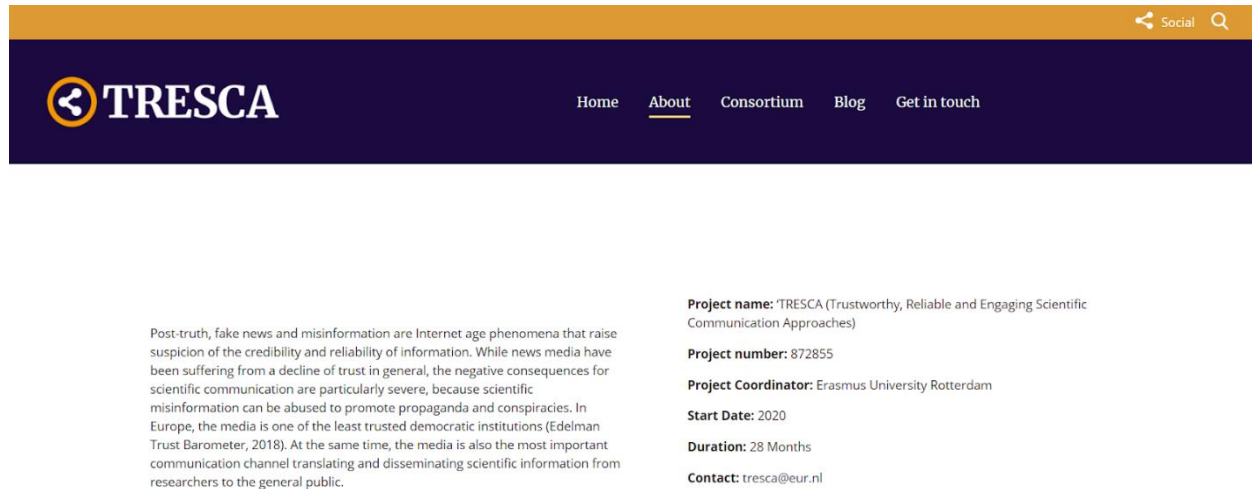 Social
TRESCA
Home About Consortium Blog Get in touch
Post-truth, fake news and misinformation are Internet age phenomena that raise
suspicion of the credibility and reliability of information. While news media have
been suffering from a decline of trust in general, the negative consequences for
scientific communication are particularly severe, because scientific
misinformation can be abused to promote propaganda and conspiracies. In
Europe, the media is one of the least trusted democratic institutions (Edelman
Trust Barometer, 2018). At the same time, the media is also the most important
communication channel translating and disseminating scientific information from
researchers to the general public.
Project name: ‘TRESCA (Trustworthy, Reliable and Engaging Scientific
Communication Approaches)
Project number: 872855
Project Coordinator: Erasmus University Rotterdam
Start Date: 2020
Duration: 28 Months
Contact: tresca@eur.nl